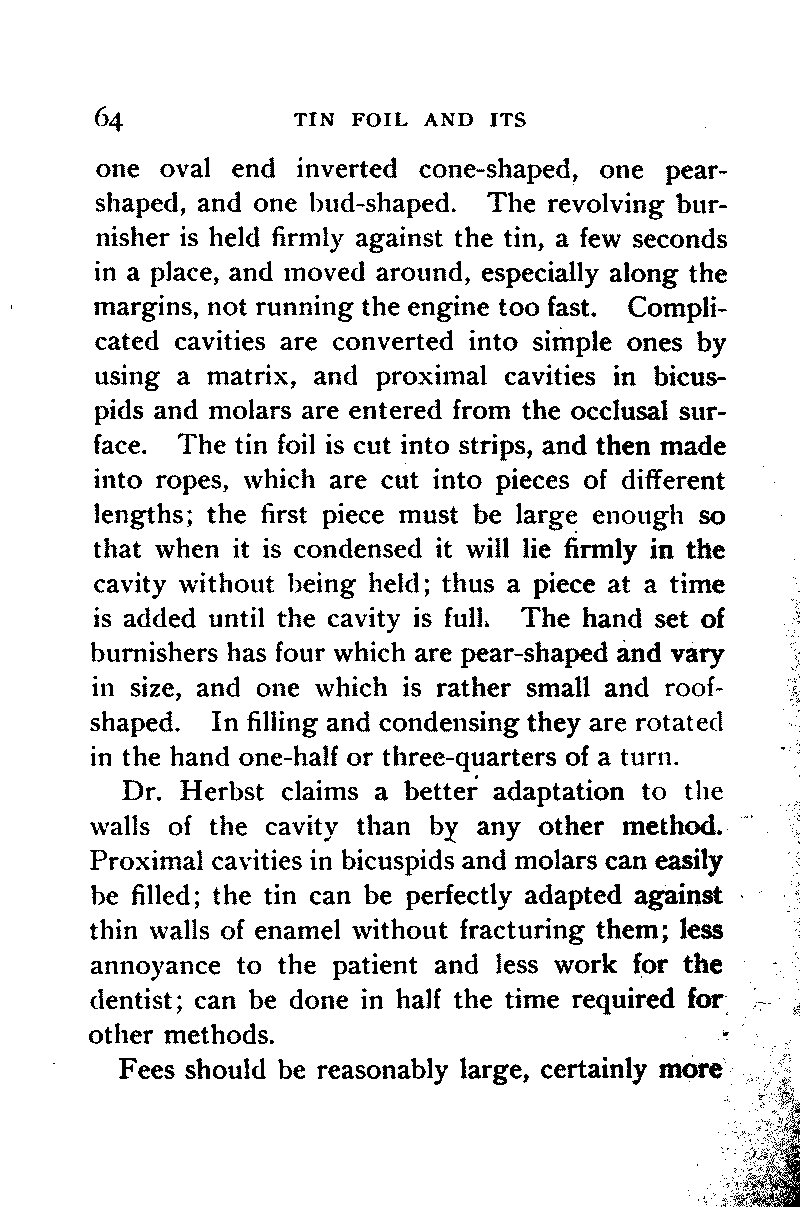 64 TIN FOIL AND ITS
one oval end inverted cone-shaped, one pear-
shaped, and one bud-shaped. The revolving bur-
nisher is held firmly against the tin, a few seconds
in a place, and moved around, especially along the
margins, not running the engine too fast. Compli-
cated cavities are converted into simple ones by
using a matrix, and proximal cavities in bicus-
pids and molars are entered from the occlusal sur-
face. The tin foil is cut into strips, and then made
into ropes, which are cut into pieces of different
lengths; the first piece must be large enough so
that when it is condensed it will lie firmly in the
cavity without being held; thus a piece at a time
is added until the cavity is full. The hand set of
burnishers has four which are pear-shaped and vary
in size, and one which is rather small and roof-
shaped. In filling and condensing they are rotated
in the hand one-half or three-quarters of a turn.
Dr. Herbst claims a better adaptation to the
walls of the cavity than by any other method.
Proximal cavities in bicuspids and molars can easily
be filled; the tin can be perfectly adapted against
thin walls of enamel without fracturing them; less
annoyance to the patient and less work for the
dentist; can be done in half the time required for
other methods.
Fees should be reasonably large, certainly more